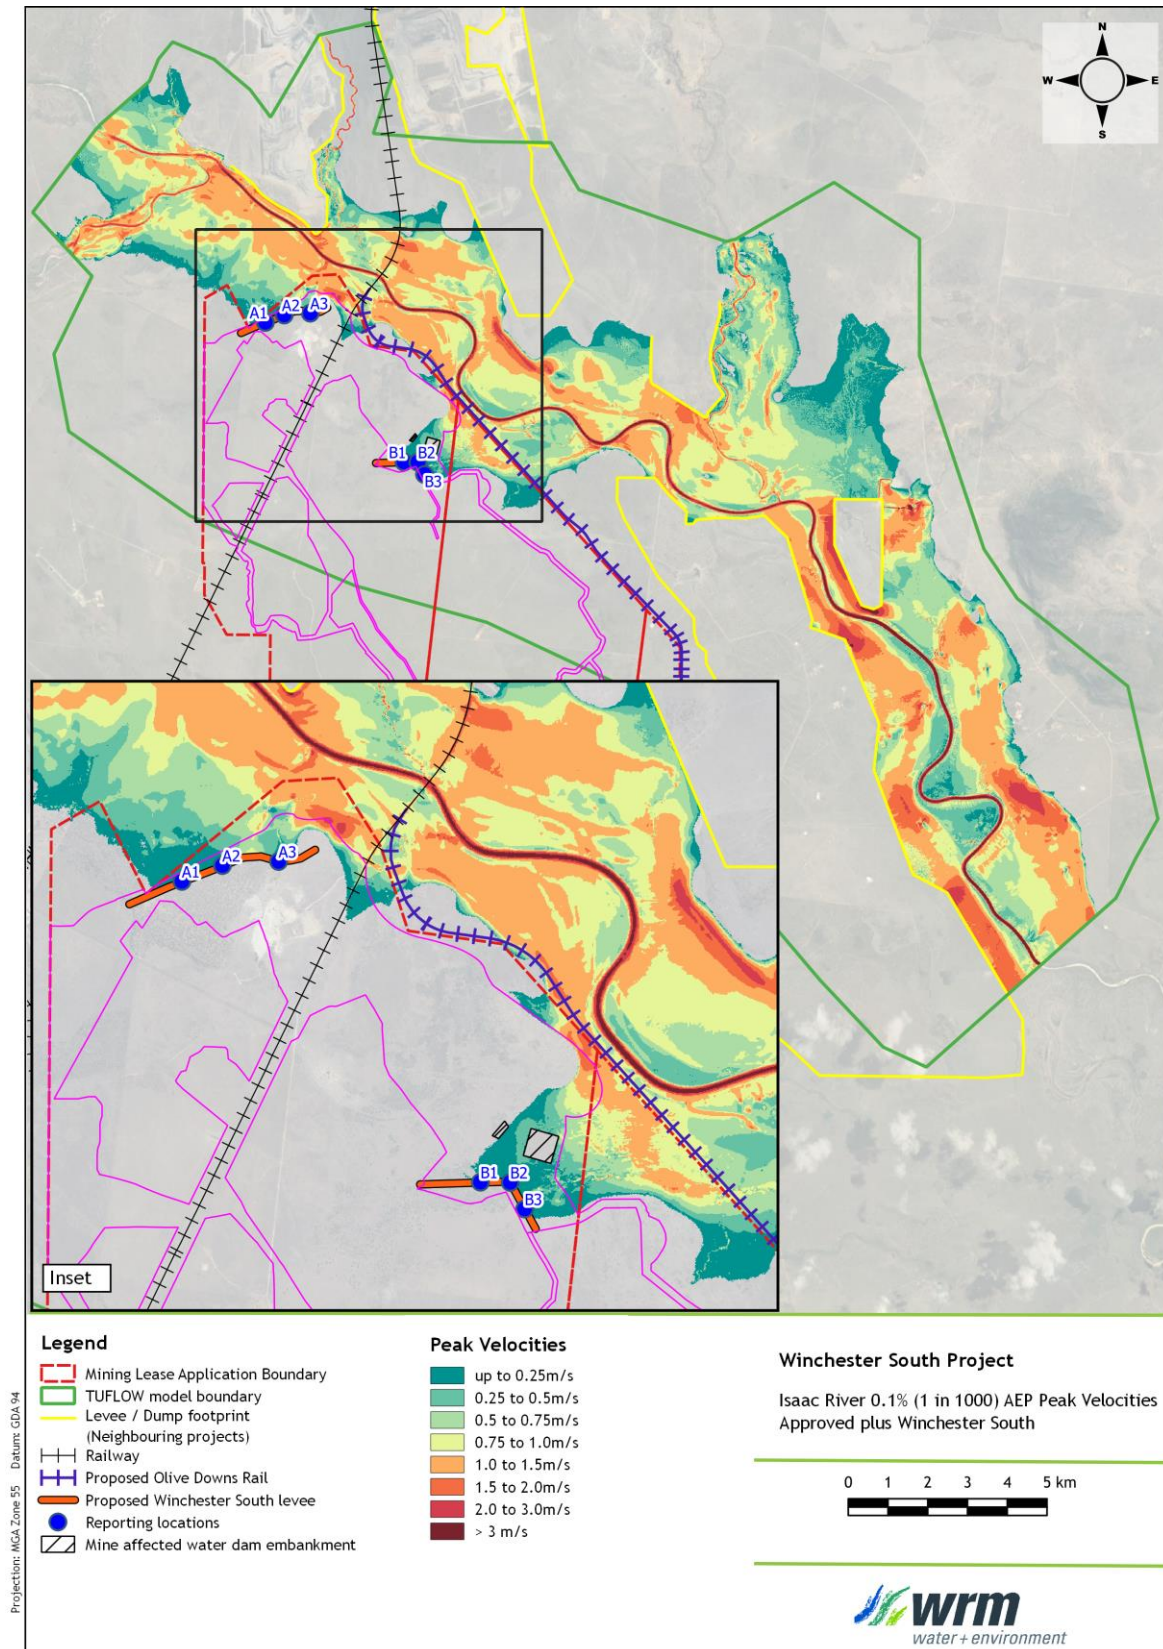 N
W
E
S
A1
A2
A3
B1
B2
B3
A1
A2
A3
B1
B2
B3
Inset
Legend
Mining Lease Application Boundary
TUFLOW model boundary
Levee / Dump footprint
(Neighbouring projects)
Railway
Proposed Olive Downs Rail
Proposed Winchester South levee
Reporting locations
Mine affected water dam embankment
Peak Velocities
up to 0.25m/s
0.25 to 0.5m/s
0.5 to 0.75m/s
0.75 to 1.0m/s
1.0 to 1.5m/s
1.5 to 2.0m/s
2.0 to 3.0m/s
> 3 m/s
Winchester South Project
Isaac River 0.1% (1 in 1000) AEP Peak Velocities
Approved plus Winchester South
0 1 2 3 4 5 km
wrm
water + environment
Projection: MGA Zone 55 Datum: GDA 94